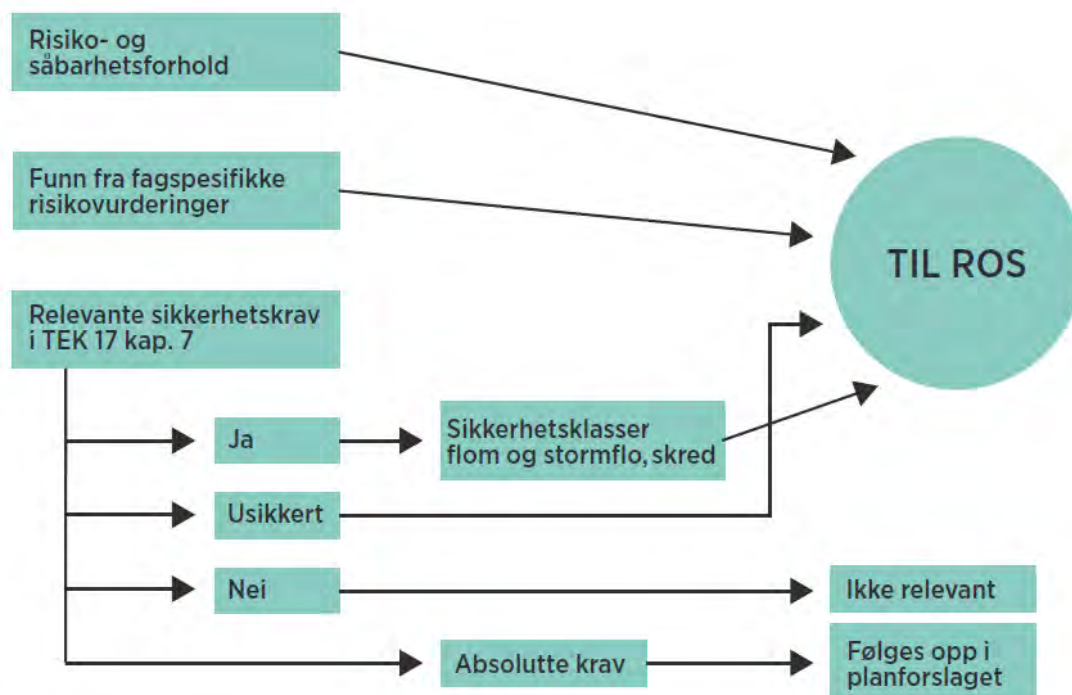 Risiko- og
såbarhetsforhold
Funn fra fagspesifikke
risikovurderinger
TIL ROS
Relevante sikkerhetskrav
i TEK 17 kap. 7
Ja
Sikkerhetsklasser
flom og stormflo, skred
Usikkert
Nei
Ikke relevant
Absolutte krav
Følges opp i
planforslaget